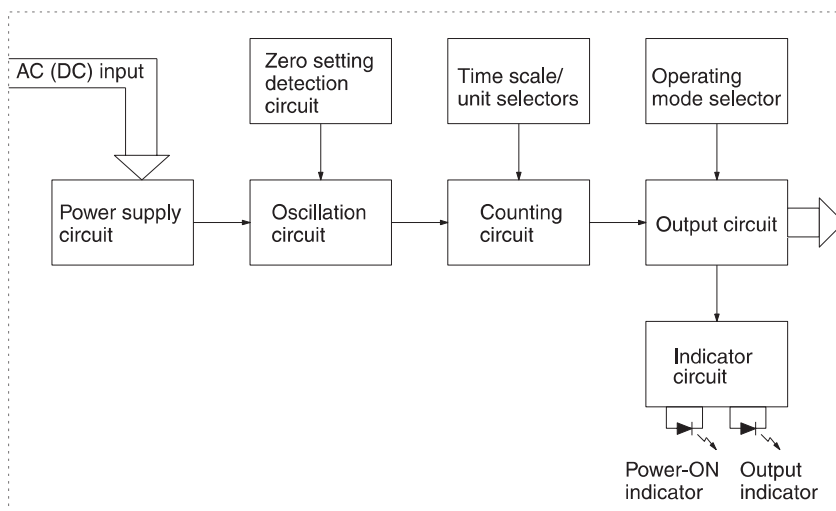 AC (DC) input
Zero setting
detection
circuit
Time scale/
unit selectors
Operating
mode selector
Power supply
circuit
Oscillation
circuit
Counting
circuit
Output circuit
Indicator
circuit
Power-ON
indicator
Output
indicator